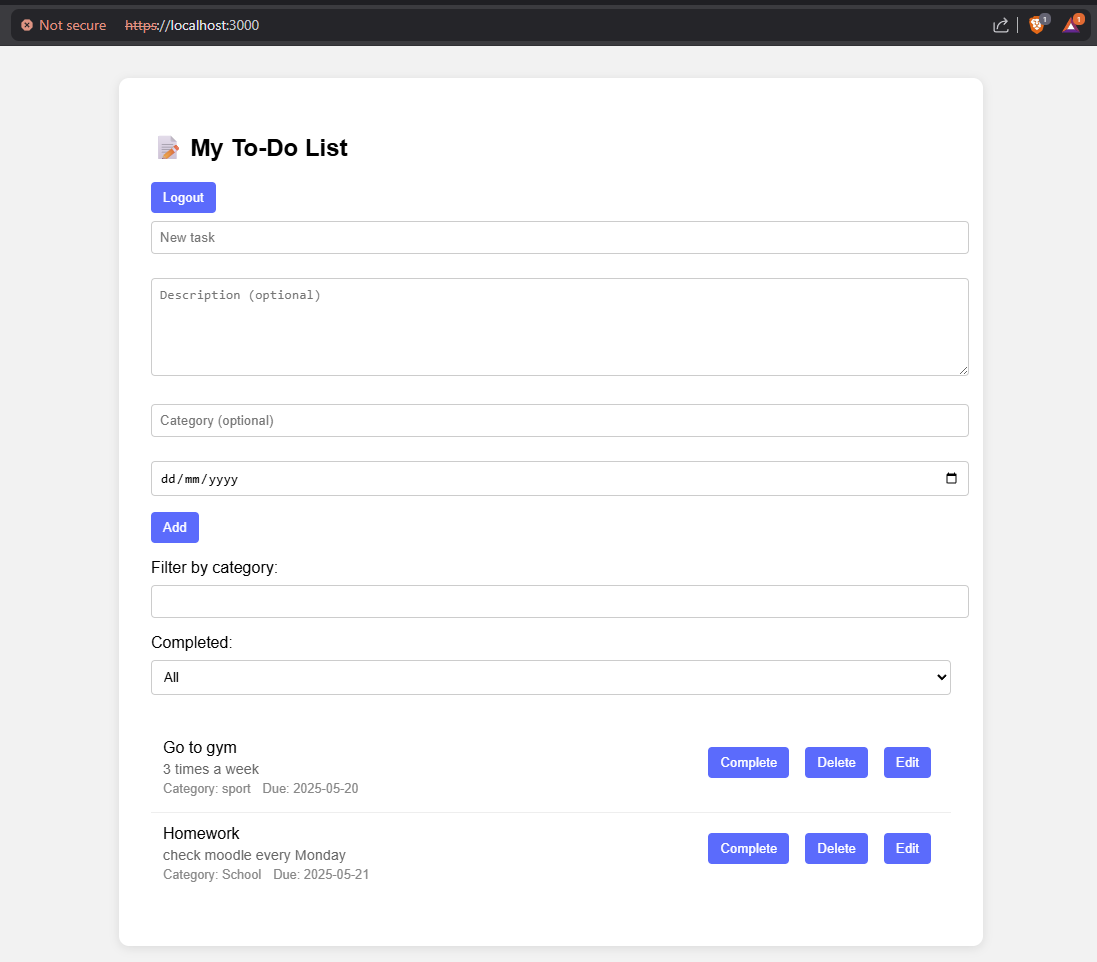 Not secure https://localhost:3000
1 1
📝 My To-Do List
Logout
New task
Description (optional)
Category (optional)
dd/mm/yyyy
Add
Filter by category:
Completed:
All
Go to gym
3 times a week
Category: sport Due: 2025-05-20
Complete Delete Edit
Homework
check moodle every Monday
Category: School Due: 2025-05-21
Complete Delete Edit